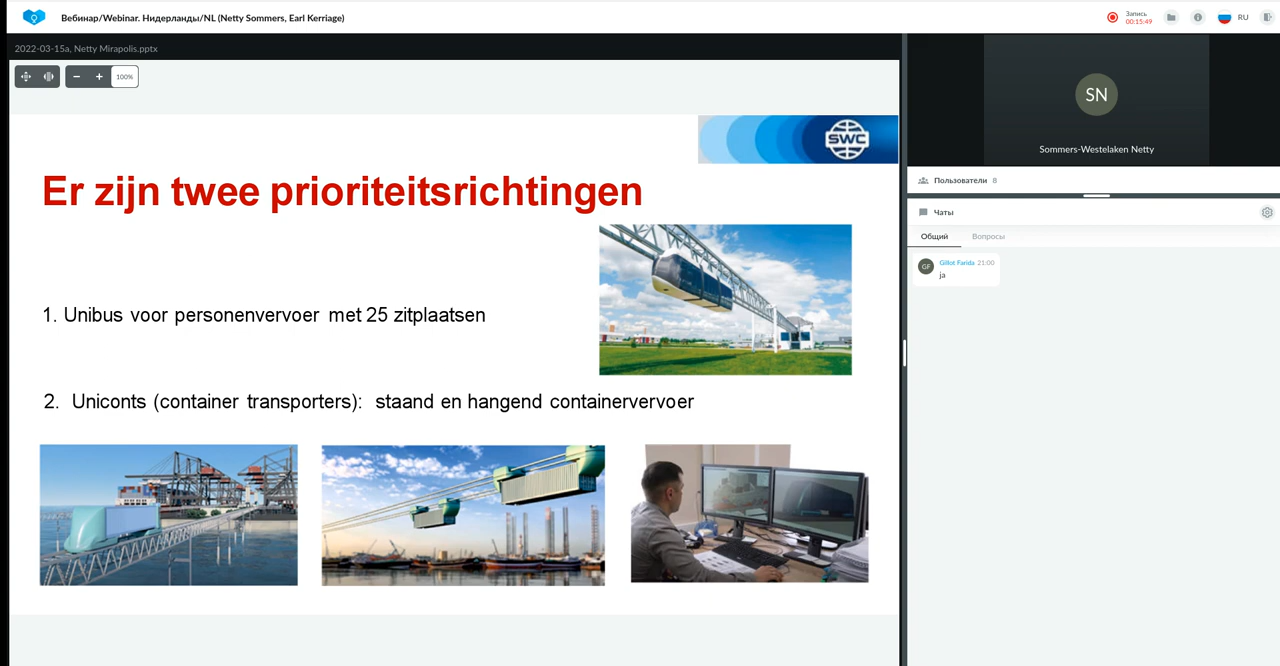 Вебинар/Webinar. Нидерланды/NL (Netty Sommers, Earl Kerriage)
Запись
00:15:49
RU
2022-03-15a, Netty Mirapolis.pptx
100%
SWC
Er zijn twee prioriteitsrichtingen
1. Unibus voor personenvervoer met 25 zitplaatsen
2. Uniconts (container transporters): staand en hangend containervervoer
SN
Sommers-Westelaken Netty
Пользователи 8
Чаты
Общий Вопросы
GF
Gillot Farida 21:00
ja